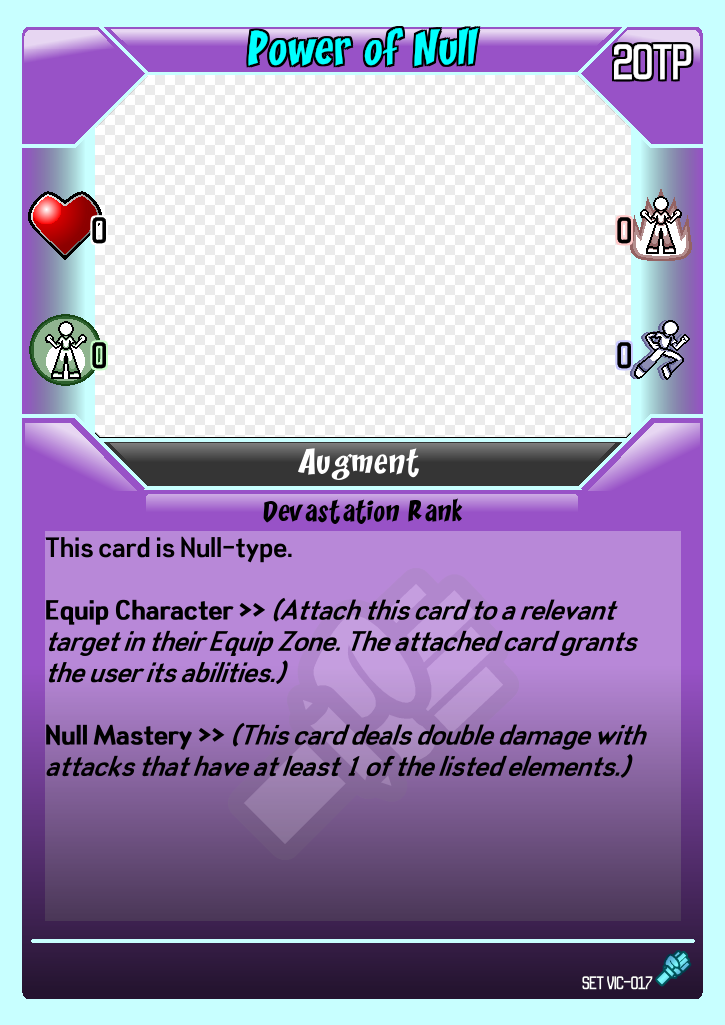 Power of Null
20TP
0
0
0
0
Augment
Devastation Rank
This card is Null-type.
Equip Character >> (Attach this card to a relevant
target in their Equip Zone. The attached card grants
the user its abilities.)
Null Mastery >> (This card deals double damage with
attacks that have at least 1 of the listed elements.)
SET VIC-017